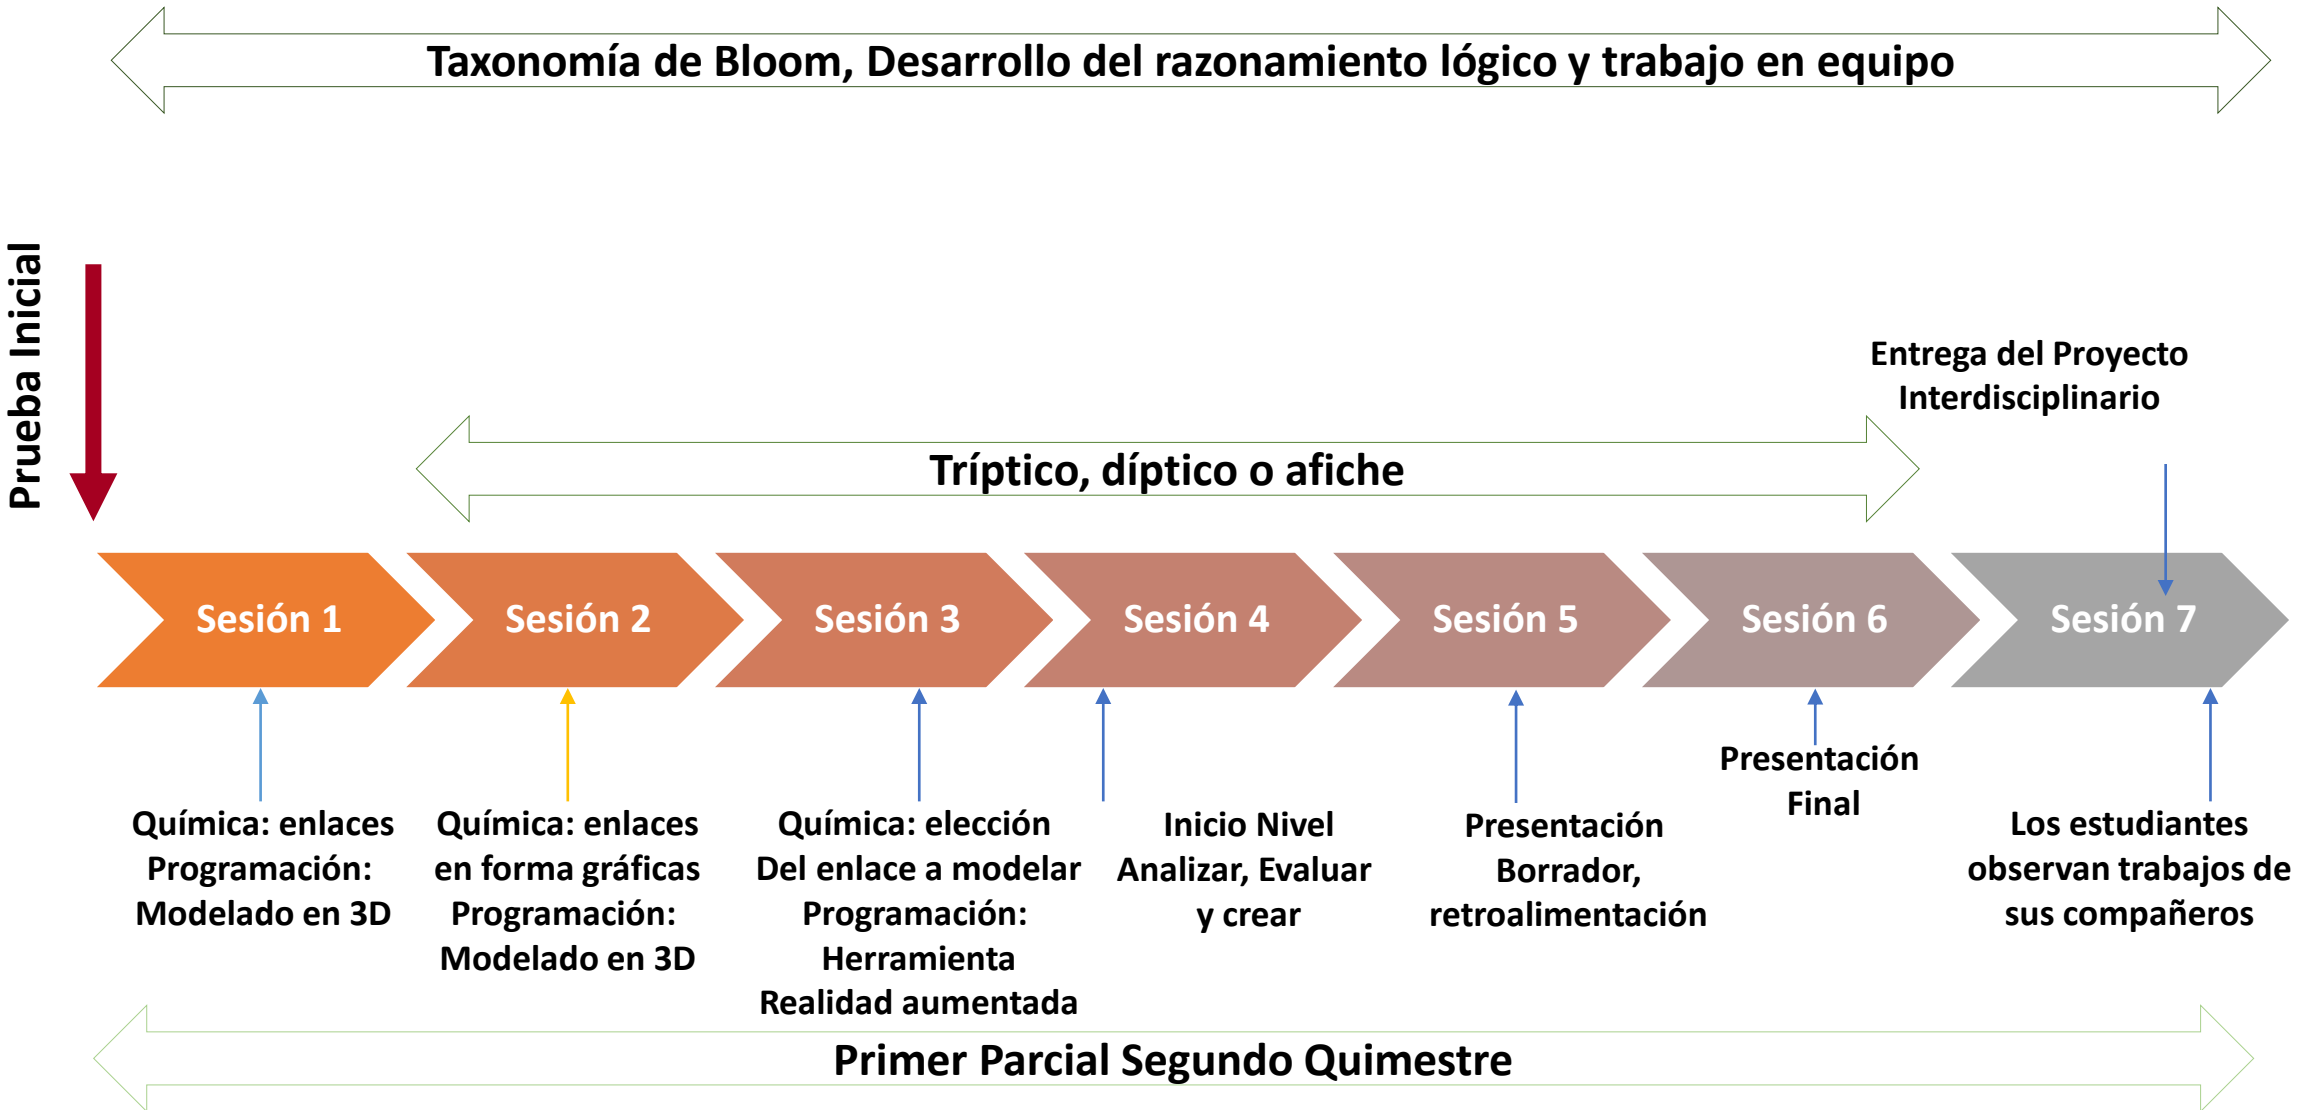 Taxonomía de Bloom, Desarrollo del razonamiento lógico y trabajo en equipo
Prueba Inicial
Entrega del Proyecto
Interdisciplinario
Tríptico, díptico o afiche
Sesión 1
Sesión 2
Sesión 3
Sesión 4
Sesión 5
Sesión 6
Sesión 7
Química: enlaces
Programación:
Modelado en 3D
Química: enlaces
en forma gráficas
Programación:
Modelado en 3D
Química: elección
Del enlace a modelar
Programación:
Herramienta
Realidad aumentada
Inicio Nivel
Analizar, Evaluar
y crear
Presentación
Borrador,
retroalimentación
Presentación
Final
Los estudiantes
observan trabajos de
sus compañeros
Primer Parcial Segundo Quimestre